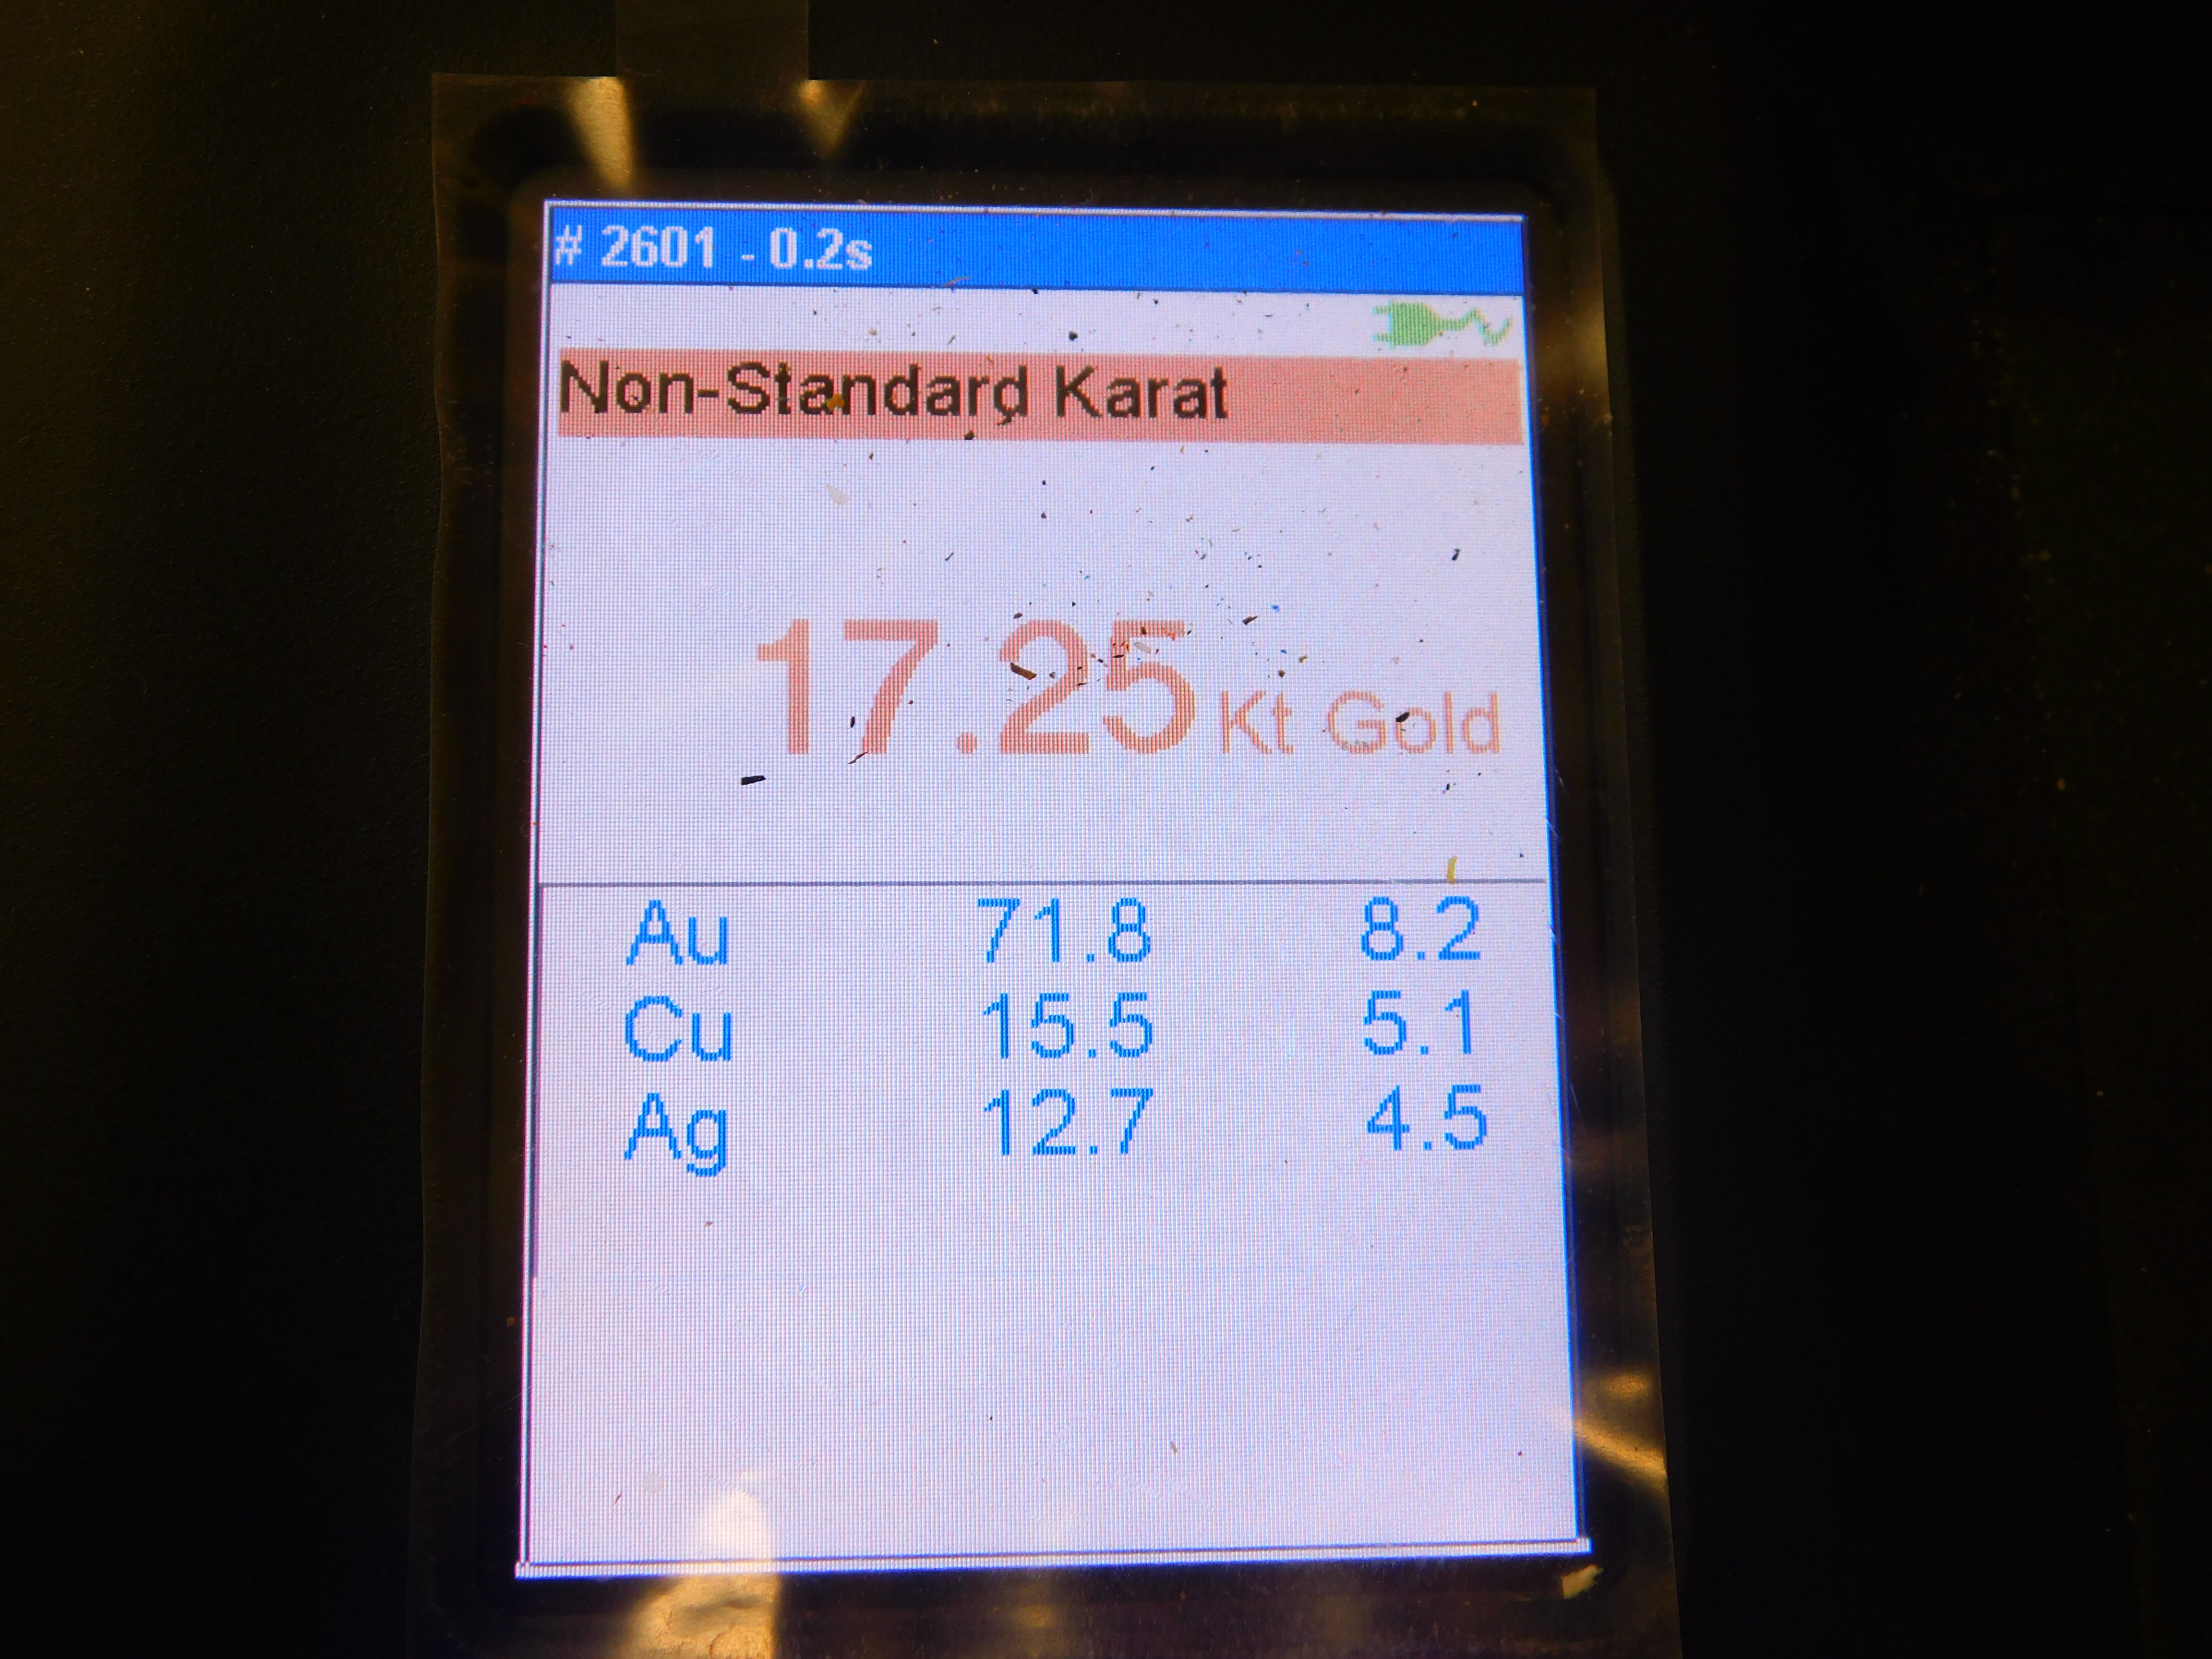 # 2601 - 0.2s
Non-Standard Karat
17.25 Kt Gold
Au 71.8 8.2
Cu 15.5 5.1
Ag 12.7 4.5